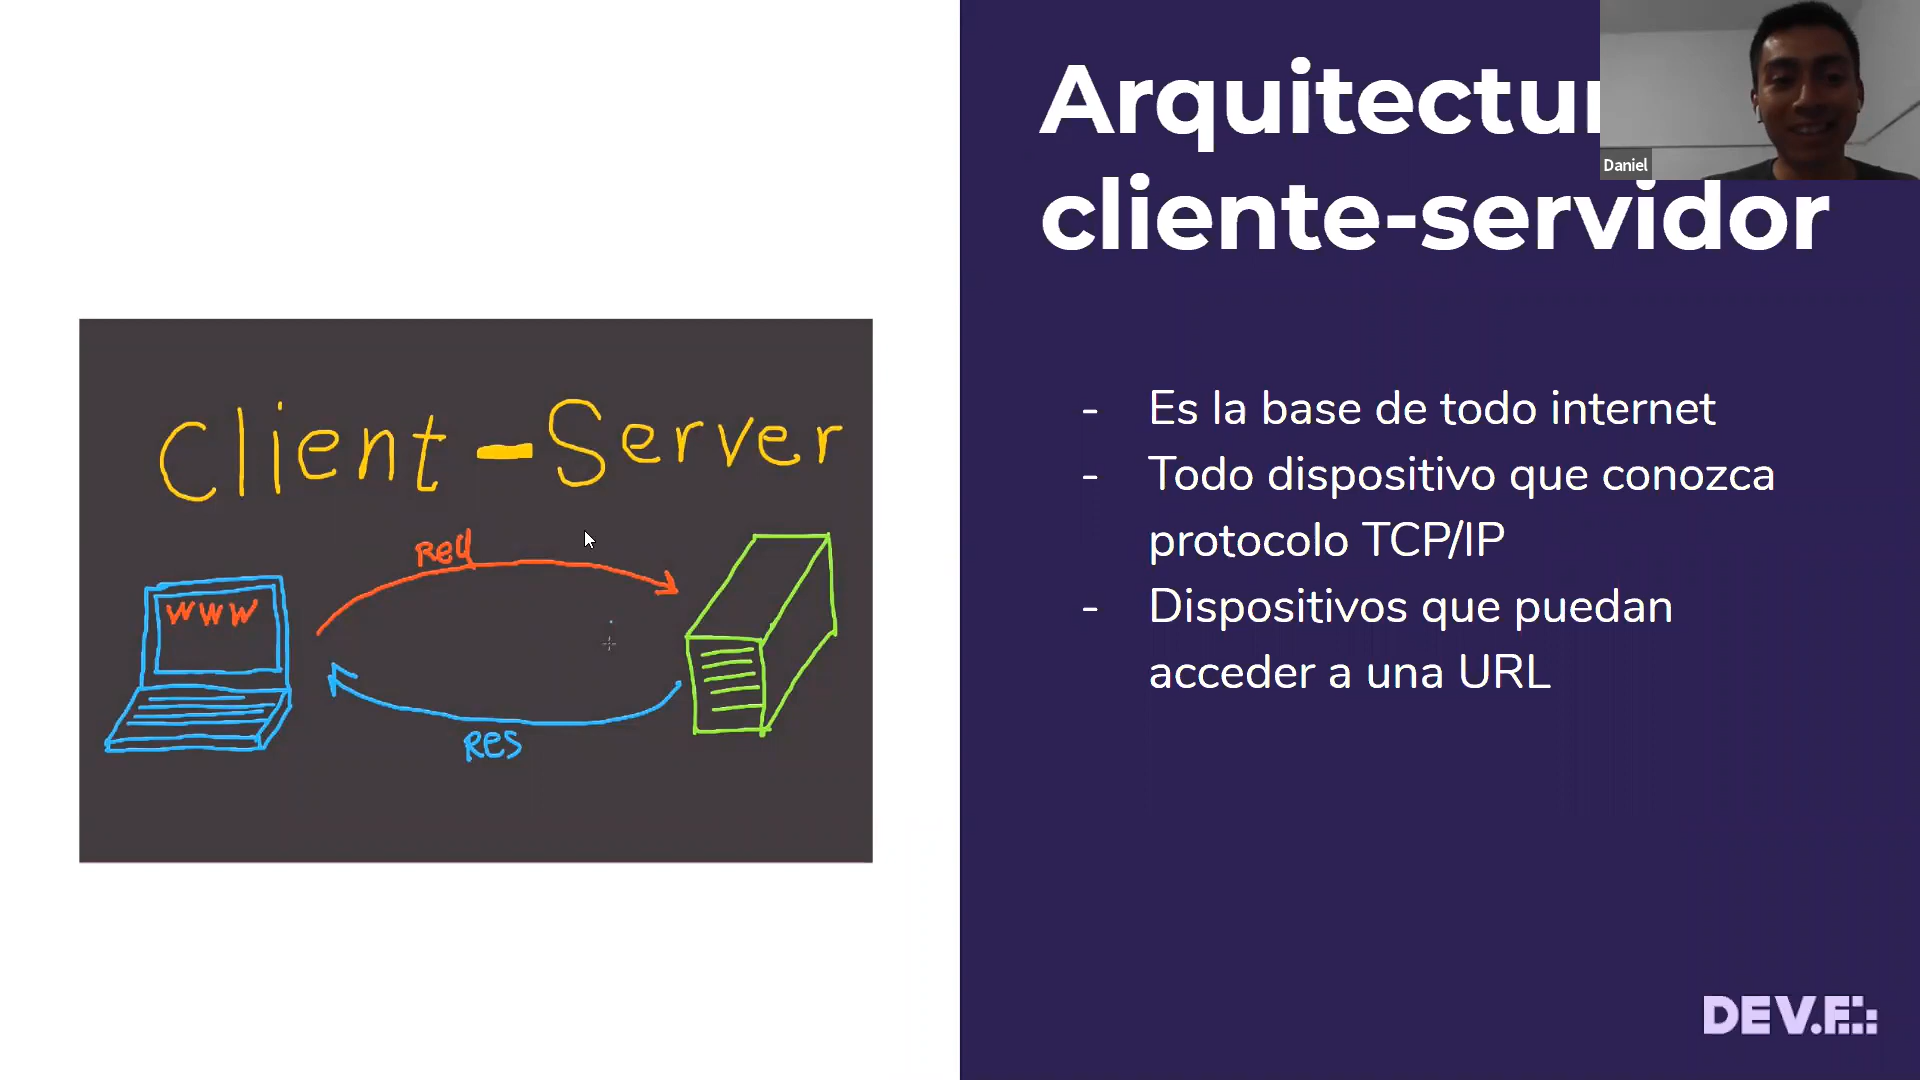 Client-Server
Req
www
Res
Arquitectur
cliente-servidor
Daniel
- Es la base de todo internet
- Todo dispositivo que conozca
protocolo TCP/IP
- Dispositivos que puedan
acceder a una URL
DEV.F